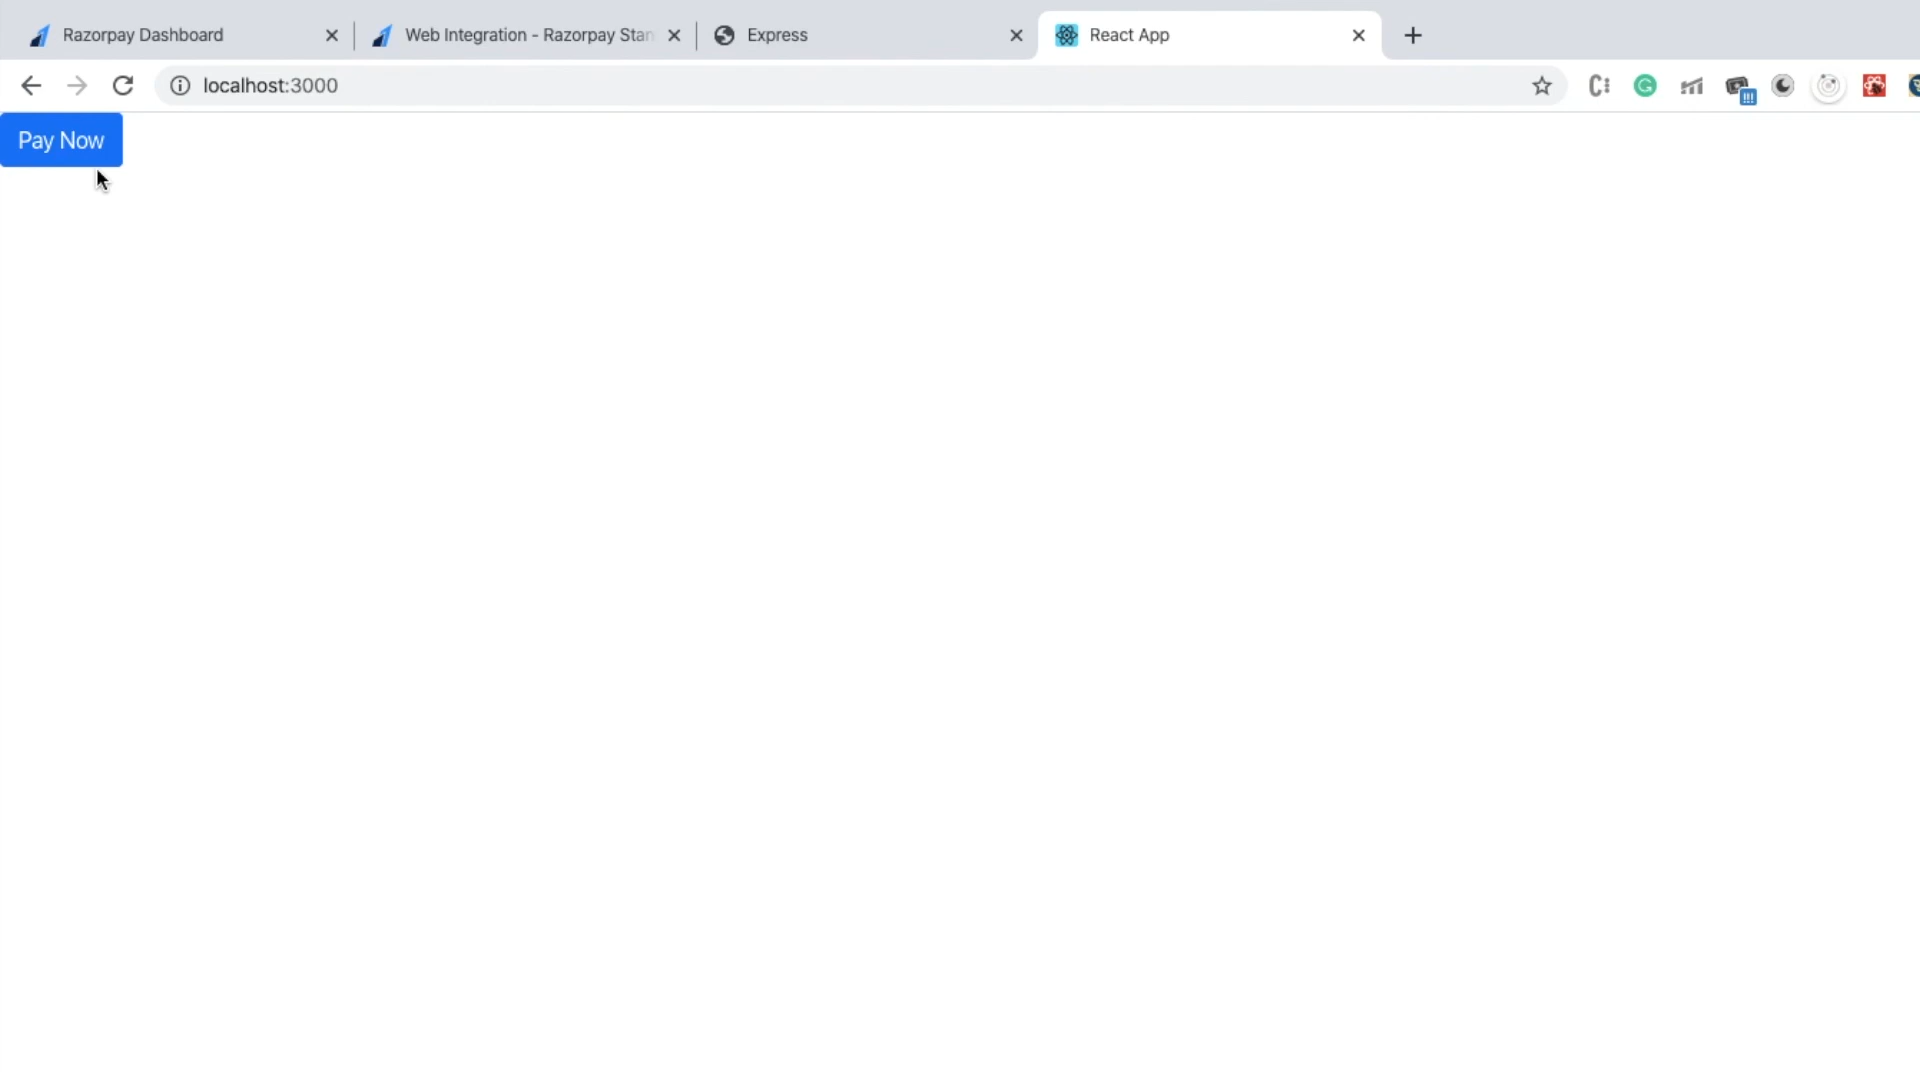 Razorpay Dashboard
Web Integration - Razorpay Stan
Express
React App
localhost:3000
Pay Now